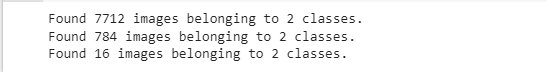 Found 7712 images belonging to 2 classes.
Found 784 images belonging to 2 classes.
Found 16 images belonging to 2 classes.